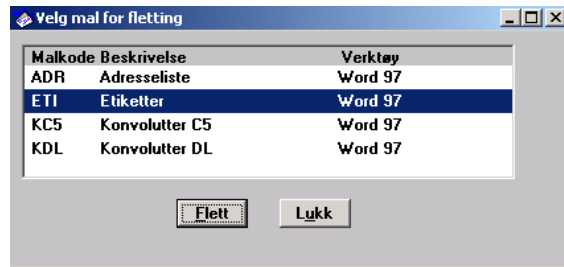 Velg mal for fletting
Malkode Beskrivelse Verktøy
ADR Adresseliste Word 97
ETI Etiketter Word 97
KC5 Konvolutter C5 Word 97
KDL Konvolutter DL Word 97
Flett Lukk